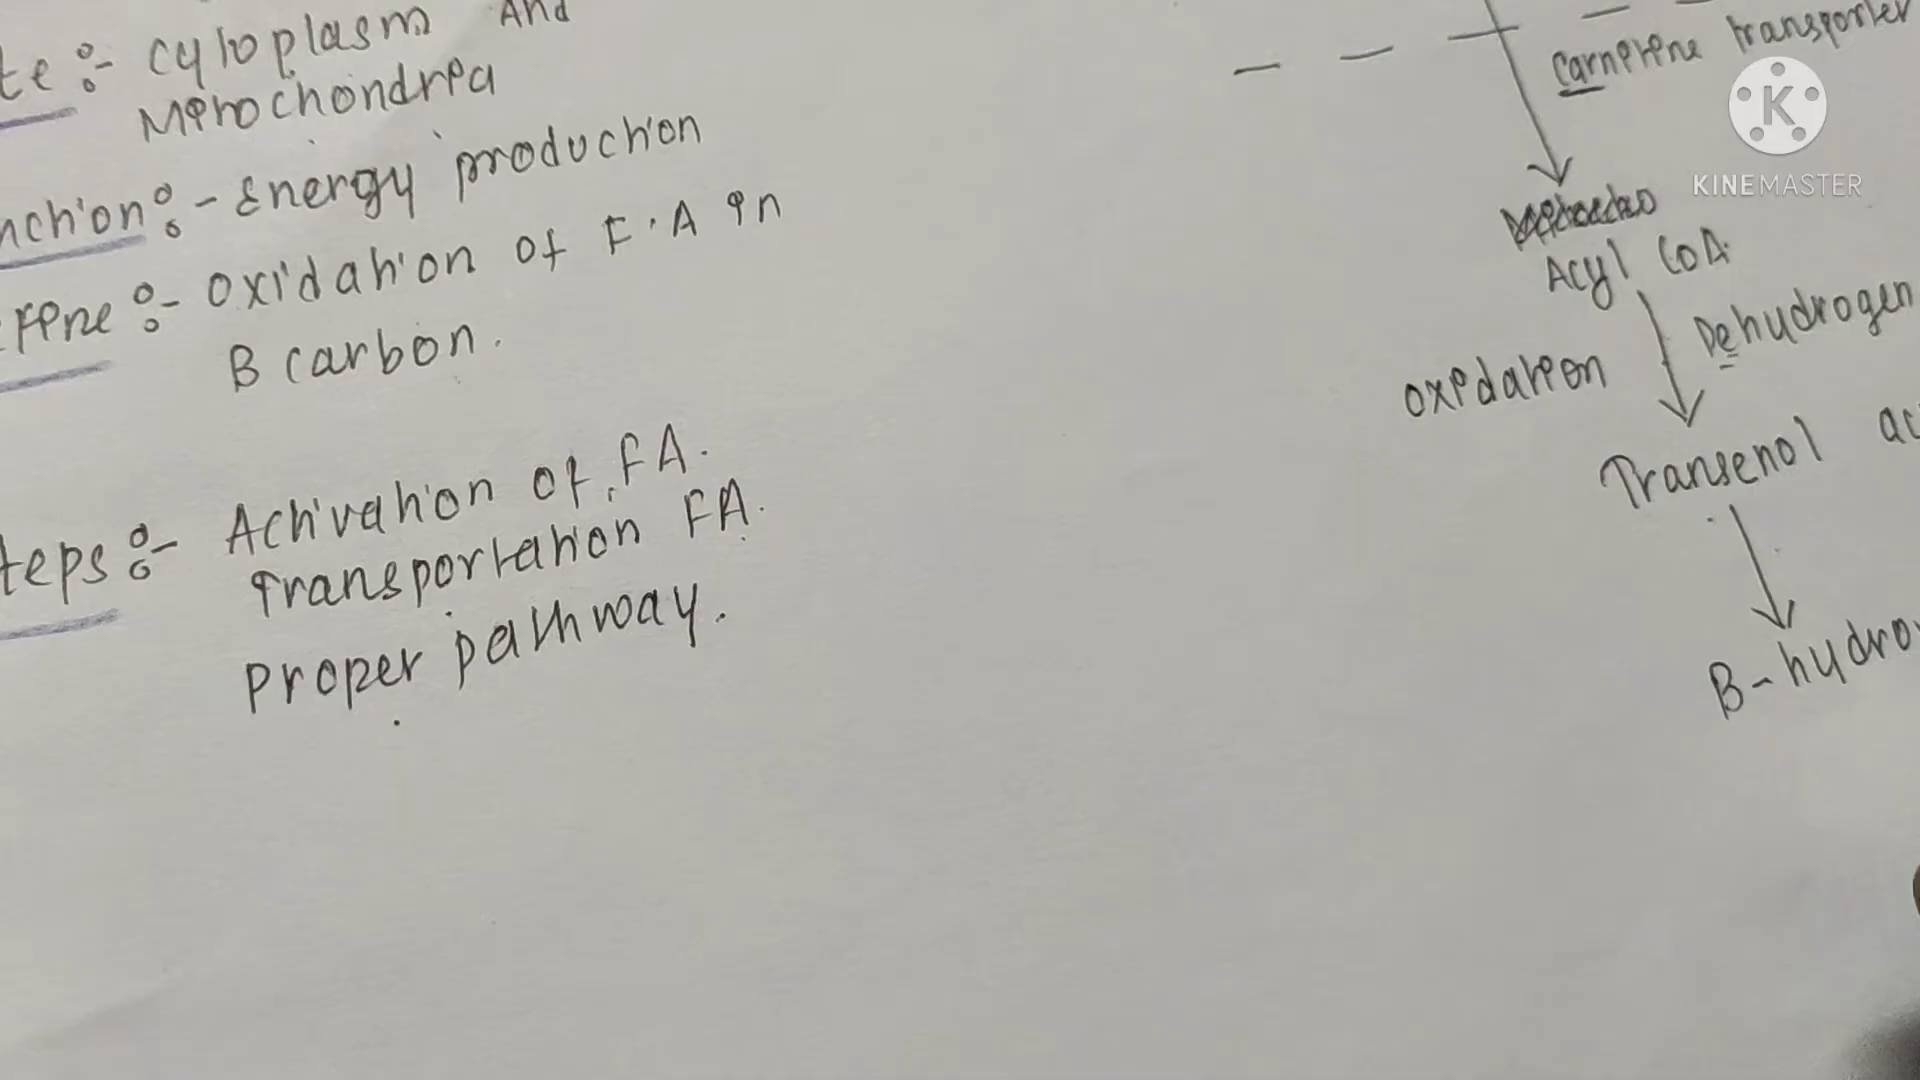 te :- Cytoplasm And
Mitochondria
nction :- Energy production
fine :- Oxidation of F.A in
B carbon.
teps :- Activation of FA.
Transportation FA.
Proper pathway.
Carnitine transporter
KINEMASTER
Acyl CoA
Oxidation Dehydrogen
Transenol ac
B-hydro